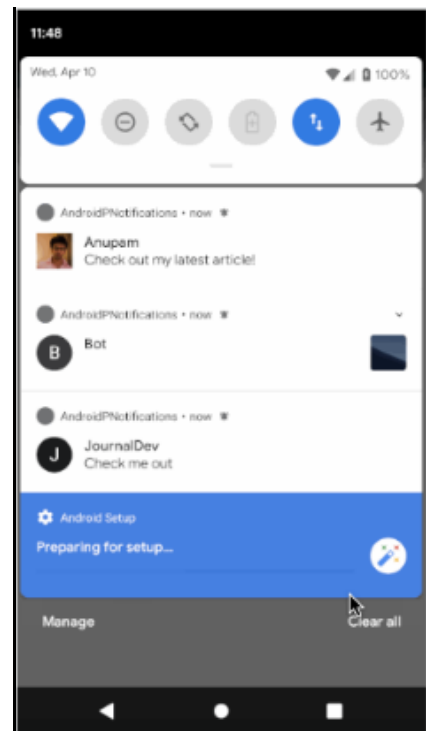 11:48
Wed, Apr 10
100%
AndroidPNotifications • now
Anupam
Check out my latest article!
AndroidPNotifications • now
B
Bot
AndroidPNotifications • now
J
JournalDev
Check me out
Android Setup
Preparing for setup...
Manage
Clear all